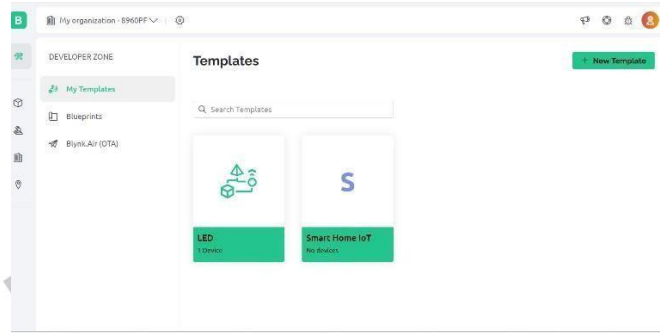 B
My organization - 8960PF
DEVELOPER ZONE
My Templates
Blueprints
Blynk.Air (OTA)
Templates
+ New Template
Search Templates
S
LED
1 Device
Smart Home IoT
No devices